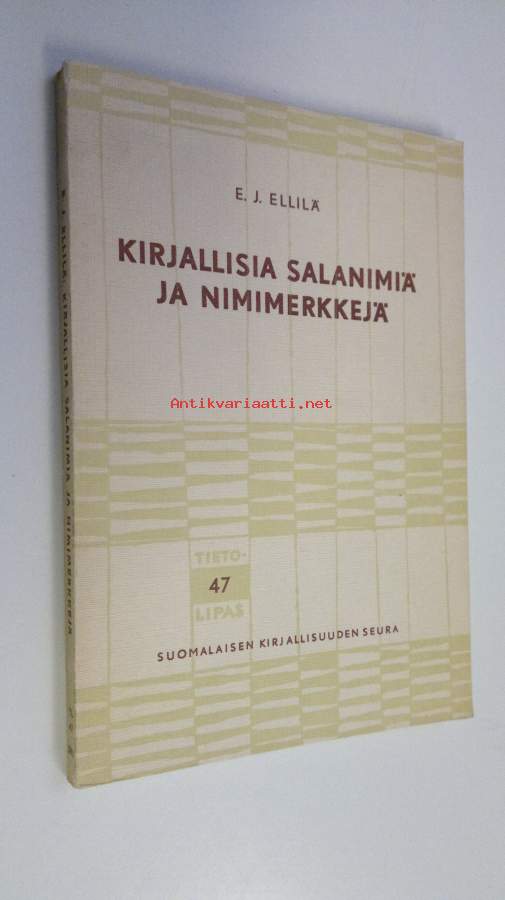 E. J. ELLILÄ
KIRJALLISIA SALANIMIÄ
JA NIMIMERKKEJÄ
Antikvariaatti.net
TIETO-
47
LIPAS
SUOMALAISEN KIRJALLISUUDEN SEURA
E. J. ELLILÄ: KIRJALLISIA SALANIMIÄ JA NIMIMERKKEJÄ